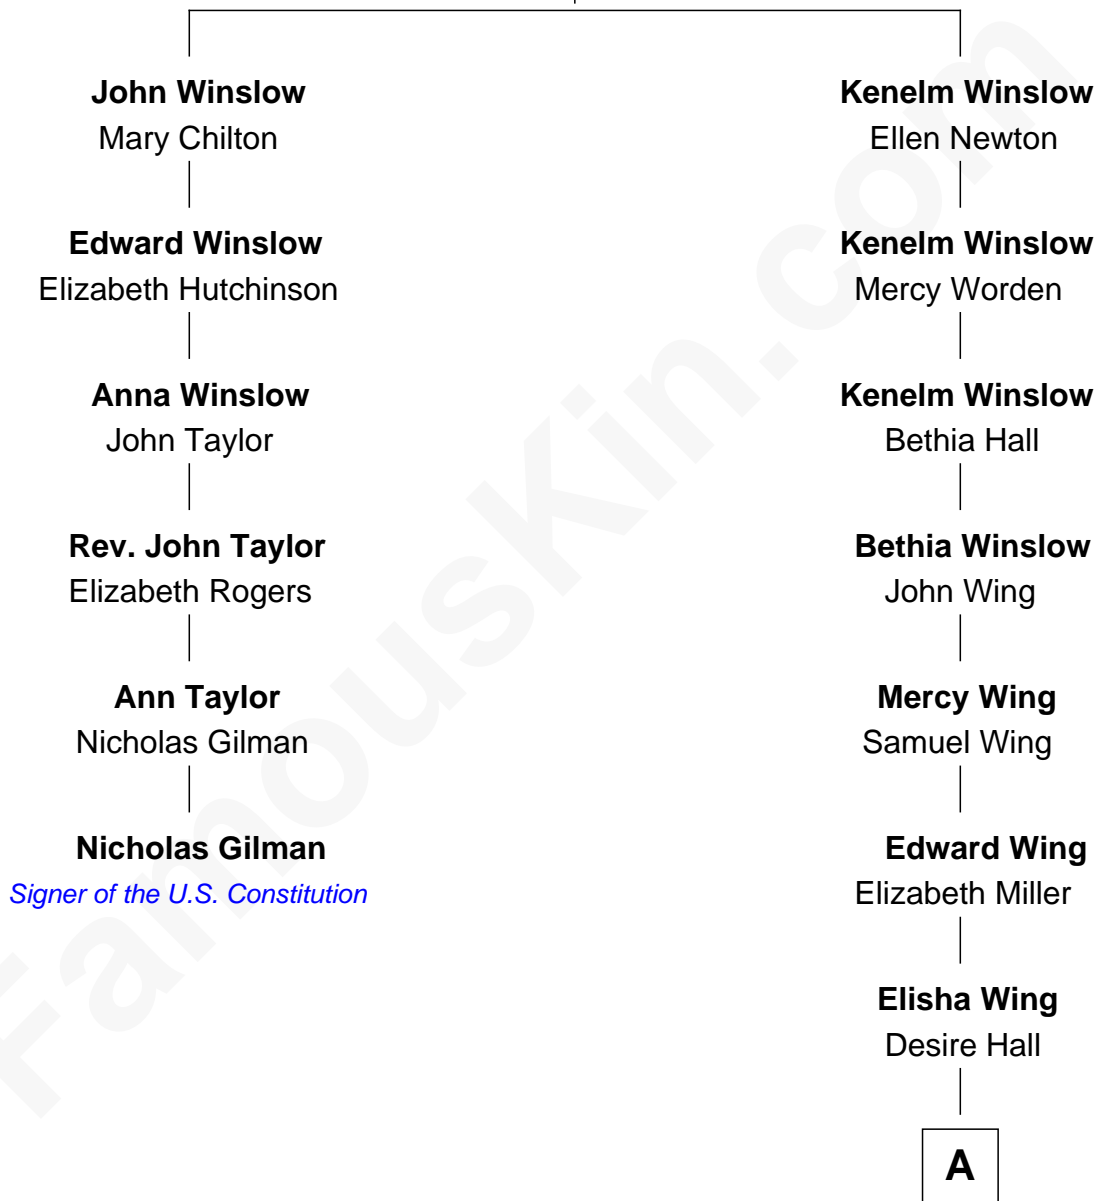 John Winslow
Mary Chilton
Edward Winslow
Elizabeth Hutchinson
Anna Winslow
John Taylor
Rev. John Taylor
Elizabeth Rogers
Ann Taylor
Nicholas Gilman
Nicholas Gilman
Signer of the U.S. Constitution
Kenelm Winslow
Ellen Newton
Kenelm Winslow
Mercy Worden
Kenelm Winslow
Bethia Hall
Bethia Winslow
John Wing
Mercy Wing
Samuel Wing
Edward Wing
Elizabeth Miller
Elisha Wing
Desire Hall
A
FamousKin.com